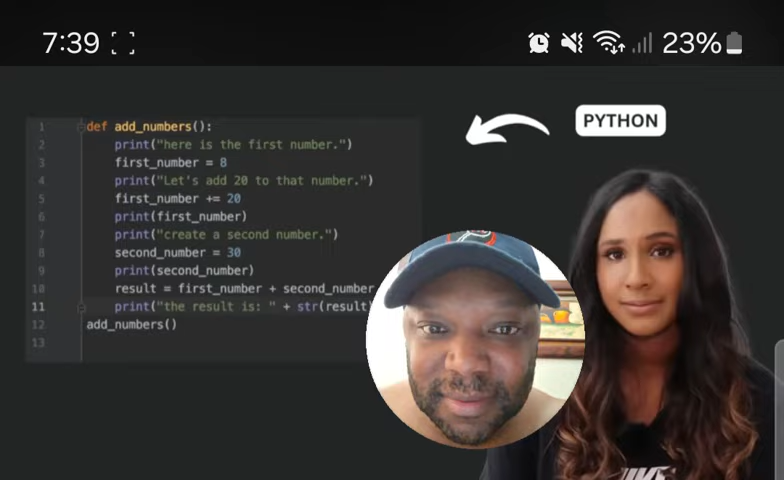 7:39 23%
PYTHON
1 def add_numbers():
2 print("here is the first number.")
3 first_number = 8
4 print("Let's add 20 to that number.")
5 first_number += 20
6 print(first_number)
7 print("create a second number.")
8 second_number = 30
9 print(second_number)
10 result = first_number + second_number
11 print("the result is: " + str(result)
12 add_numbers()
13